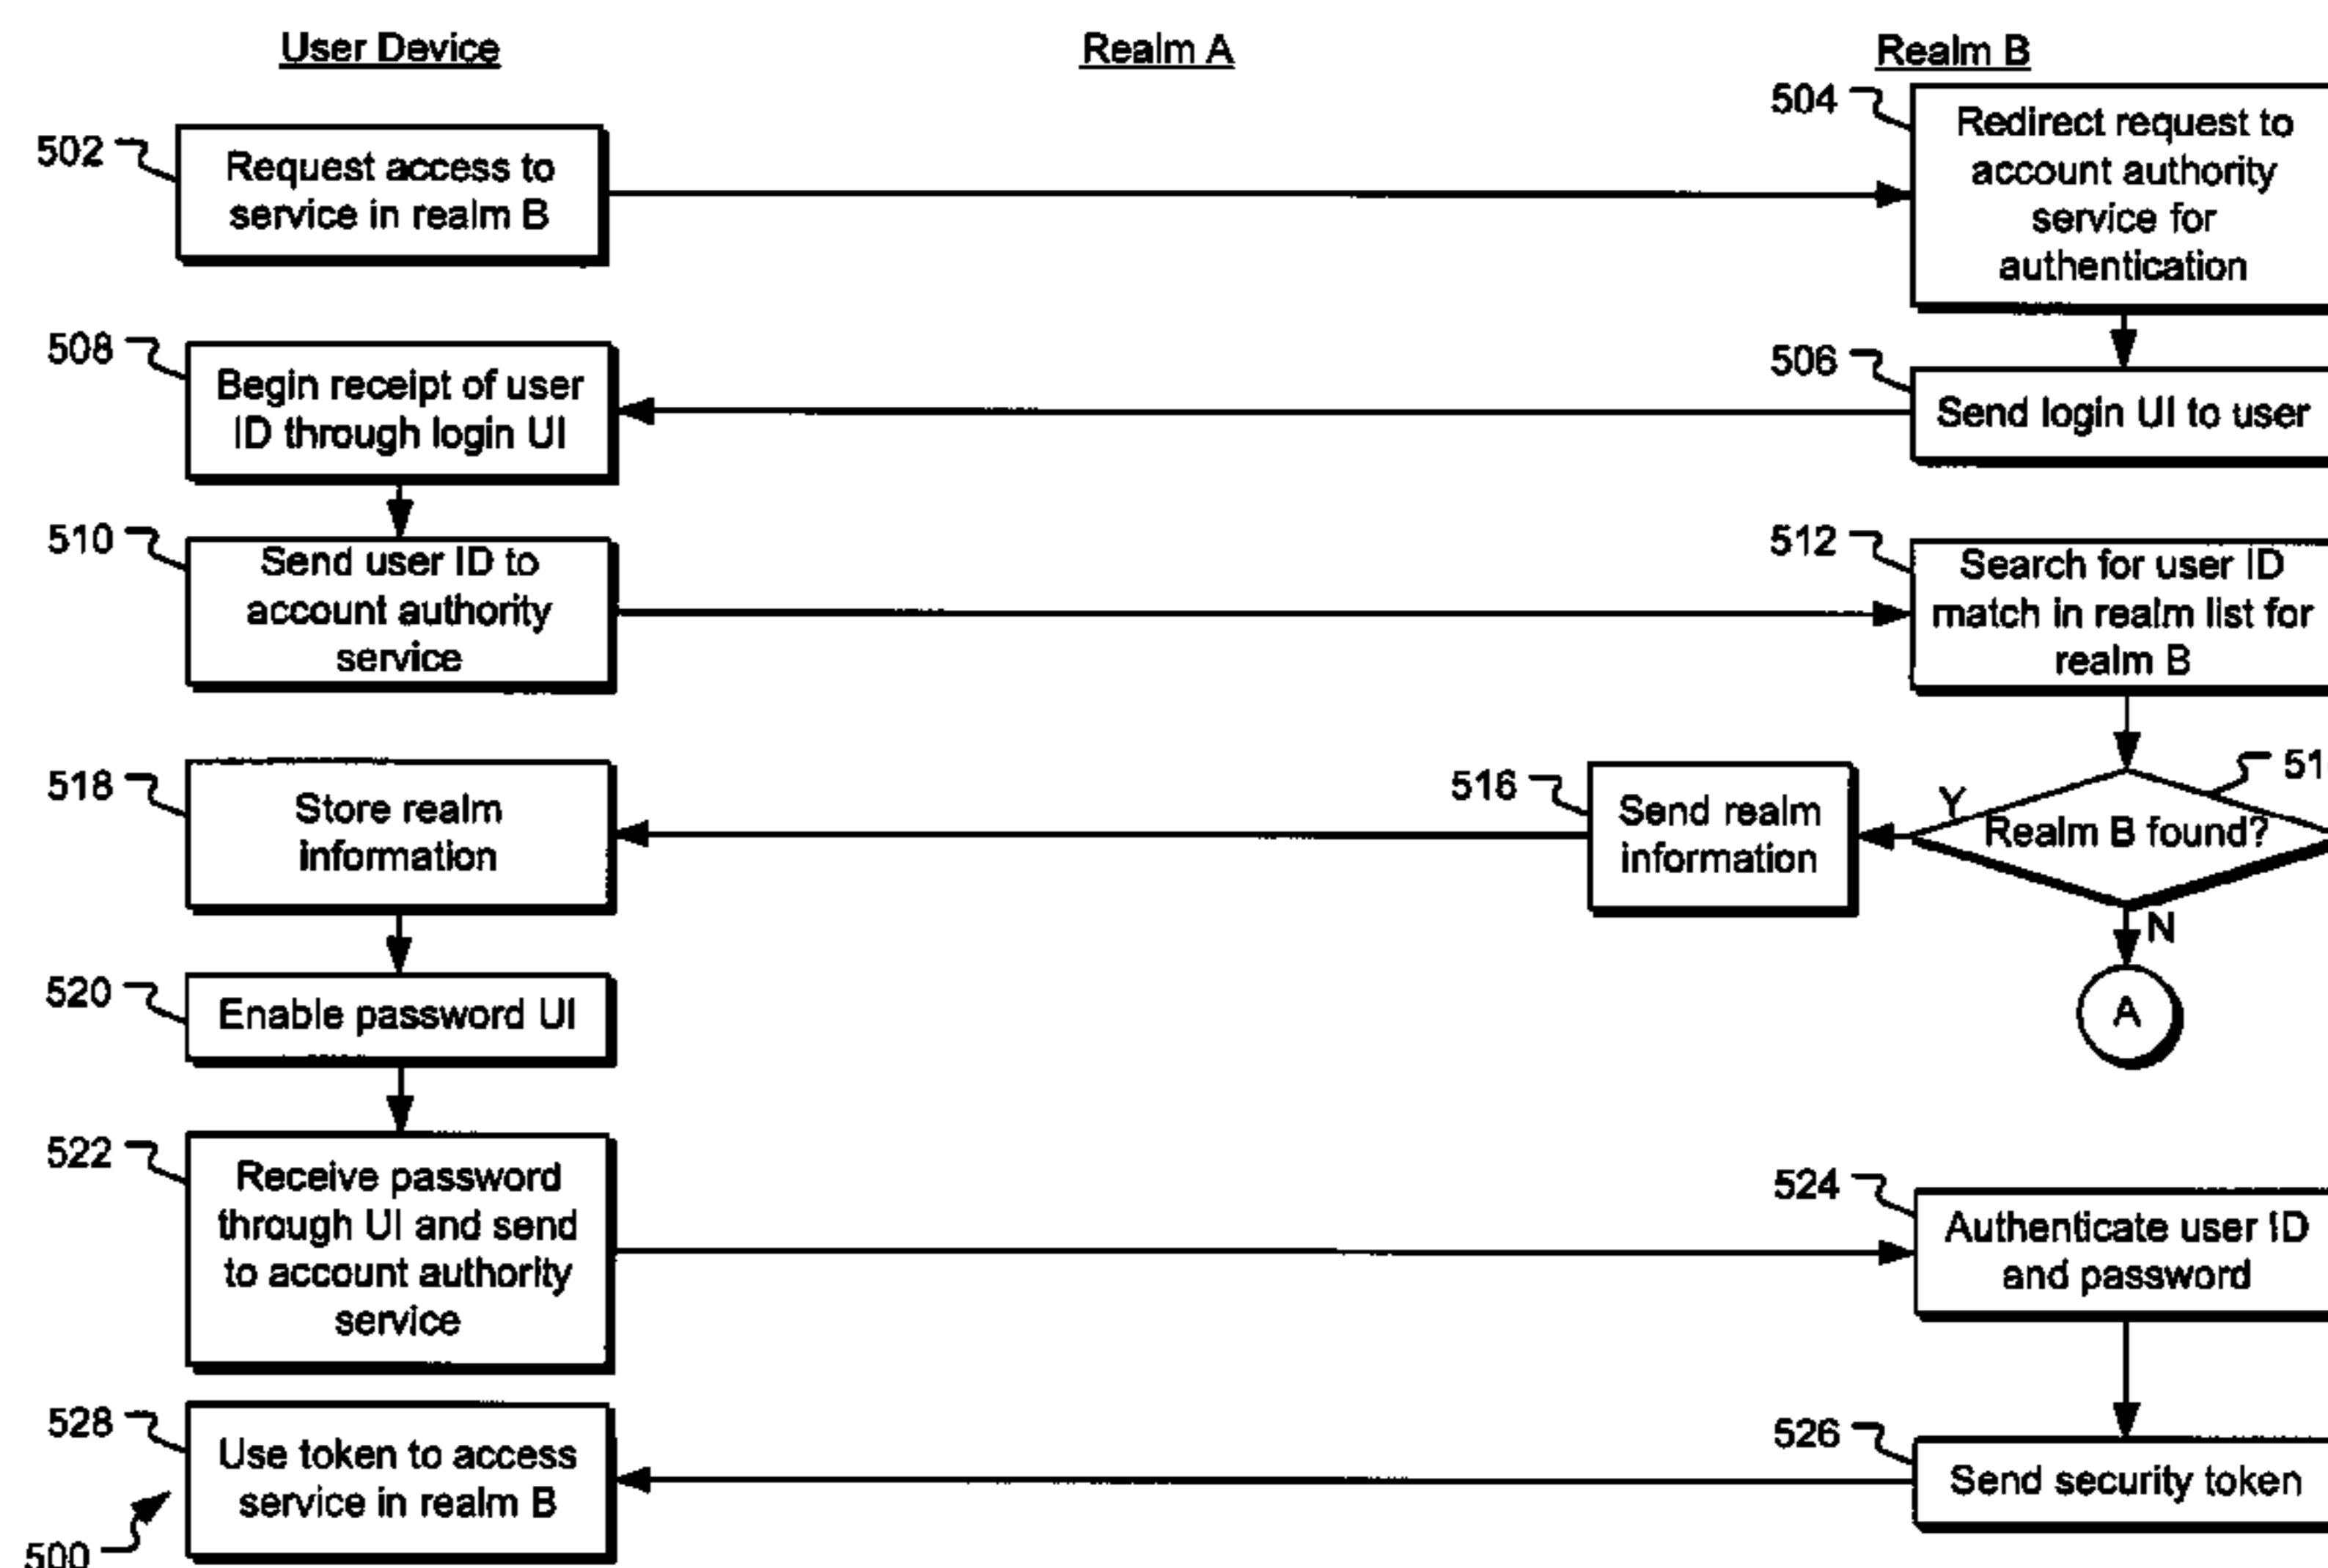 User Device
Realm A
Realm B
502
Request access to
service in realm B
504
Redirect request to
account authority
service for
authentication
508
Begin receipt of user
ID through login UI
506
Send login UI to user
510
Send user ID to
account authority
service
512
Search for user ID
match in realm list for
realm B
518
Store realm
information
516
Send realm
information
Y
Realm B found?
N
A
520
Enable password UI
522
Receive password
through UI and send
to account authority
service
524
Authenticate user ID
and password
528
Use token to access
service in realm B
526
Send security token
500